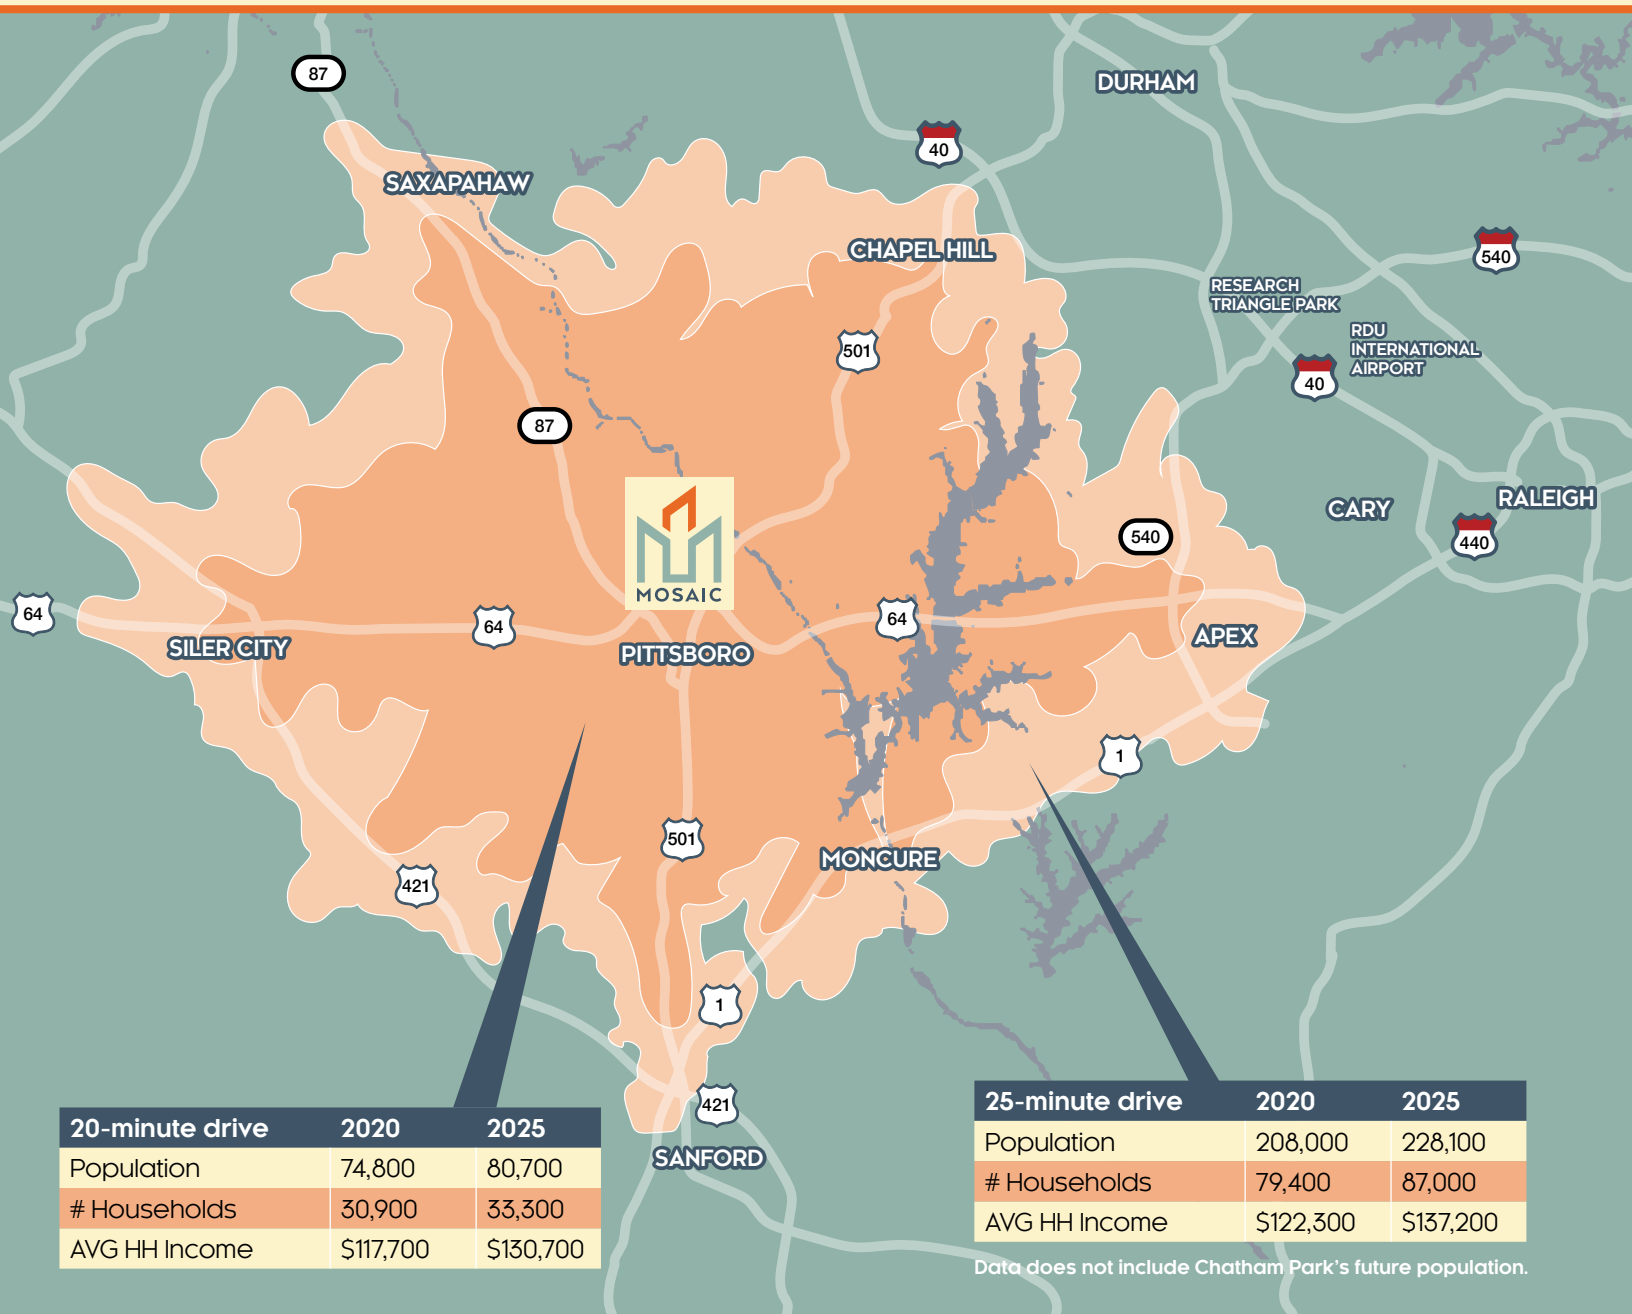 87
DURHAM
40
SAXAPAHAW
CHAPEL HILL
540
RESEARCH
TRIANGLE PARK
RDU
INTERNATIONAL
AIRPORT
501
40
87
CARY
RALEIGH
540
440
MOSAIC
64
64
64
SILER CITY
PITTSBORO
APEX
1
501
MONCURE
421
1
421
SANFORD
20-minute drive 2020 2025
Population 74,800 80,700
# Households 30,900 33,300
AVG HH Income $117,700 $130,700
25-minute drive 2020 2025
Population 208,000 228,100
# Households 79,400 87,000
AVG HH Income $122,300 $137,200
Data does not include Chatham Park's future population.